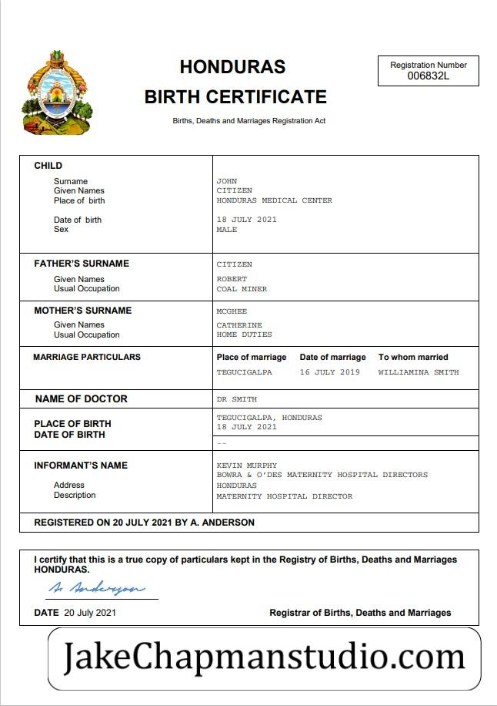 HONDURAS
BIRTH CERTIFICATE
Births, Deaths and Marriages Registration Act
Registration Number
006832L
CHILD
Surname JOHN
Given Names CITIZEN
Place of birth HONDURAS MEDICAL CENTER
Date of birth 18 JULY 2021
Sex MALE
FATHER'S SURNAME CITIZEN
Given Names ROBERT
Usual Occupation COAL MINER
MOTHER'S SURNAME MCGHEE
Given Names CATHERINE
Usual Occupation HOME DUTIES
MARRIAGE PARTICULARS Place of marriage Date of marriage To whom married
TEGUCIGALPA 16 JULY 2019 WILLIAMINA SMITH
NAME OF DOCTOR DR SMITH
PLACE OF BIRTH TEGUCIGALPA, HONDURAS
DATE OF BIRTH 18 JULY 2021
--
INFORMANT'S NAME KEVIN MURPHY
BOWRA & O'DES MATERNITY HOSPITAL DIRECTORS
Address HONDURAS
Description MATERNITY HOSPITAL DIRECTOR
REGISTERED ON 20 JULY 2021 BY A. ANDERSON
I certify that this is a true copy of particulars kept in the Registry of Births, Deaths and Marriages
HONDURAS.
A. Anderson
DATE 20 July 2021 Registrar of Births, Deaths and Marriages
JakeChapmanstudio.com